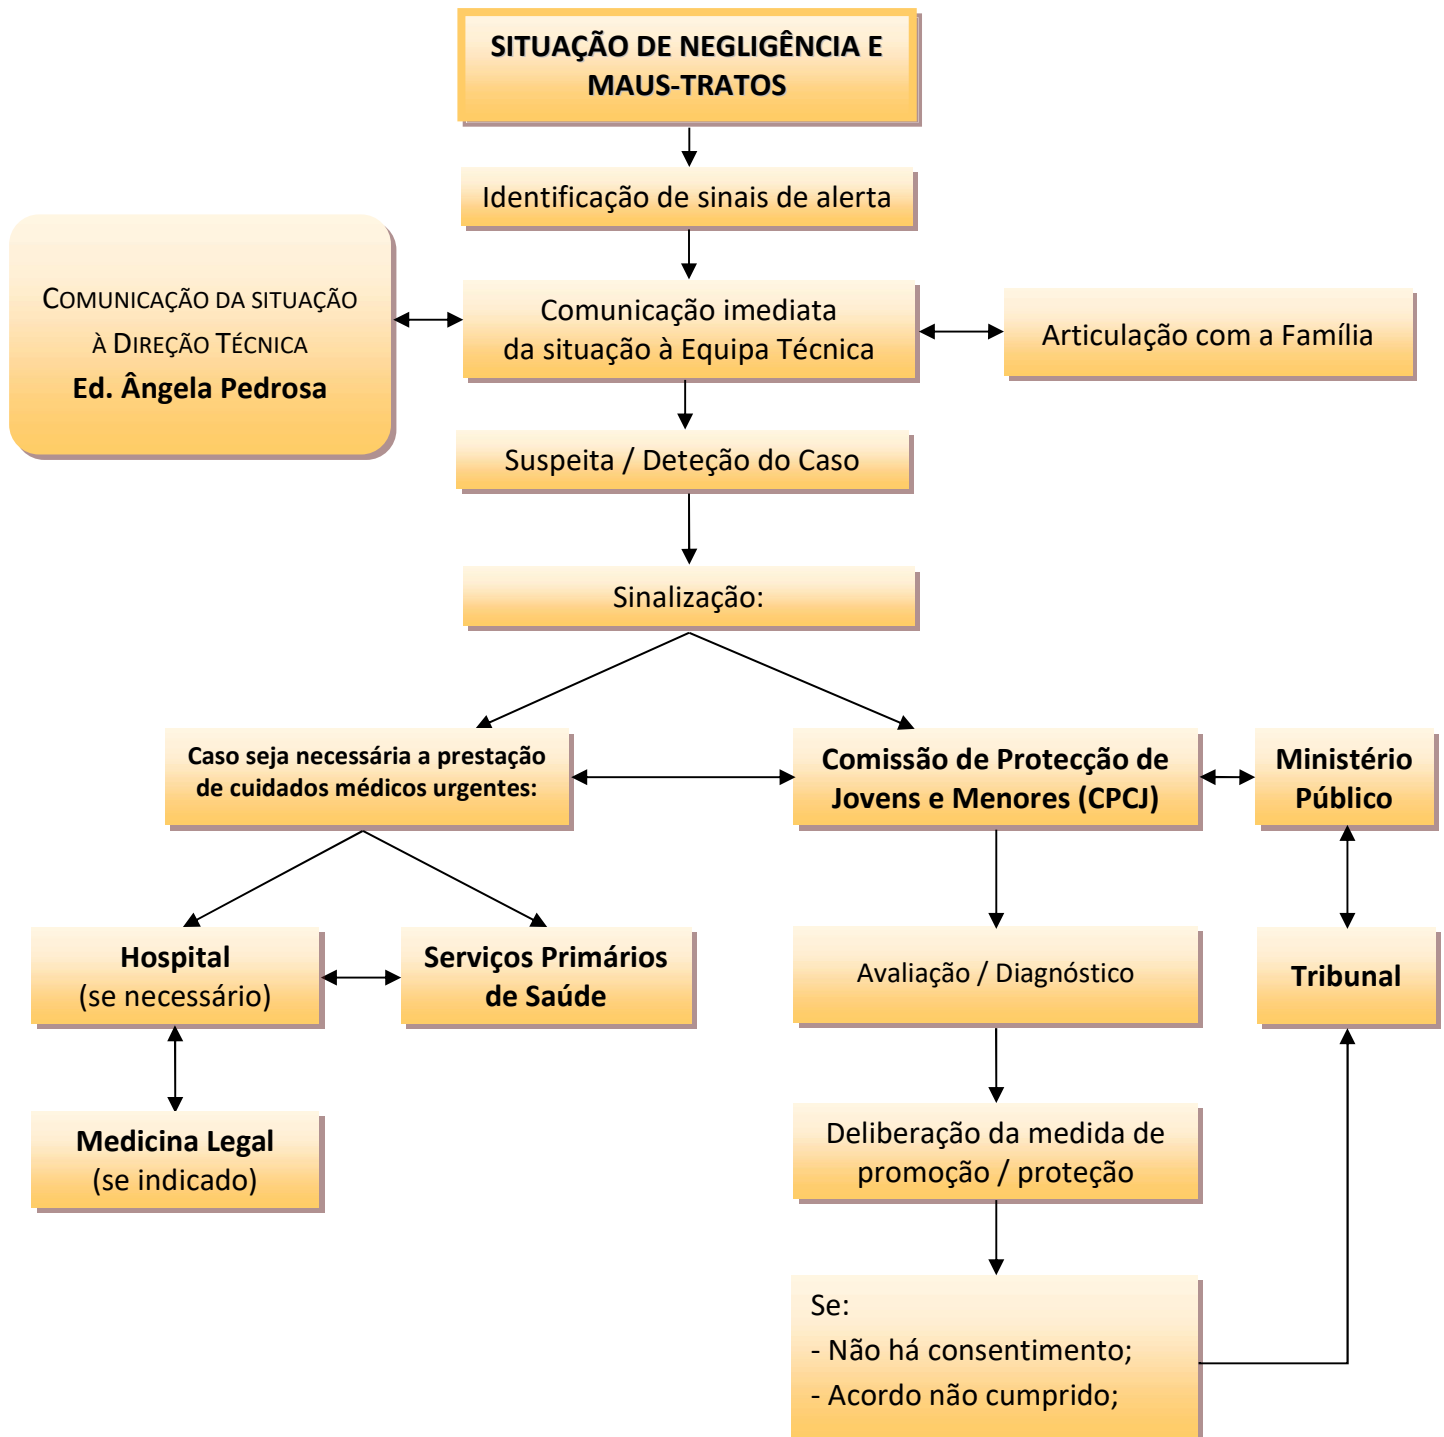 SITUAÇÃO DE NEGLIGÊNCIA E
MAUS-TRATOS
Identificação de sinais de alerta
COMUNICAÇÃO DA SITUAÇÃO
À DIREÇÃO TÉCNICA
Ed. Ângela Pedrosa
Comunicação imediata
da situação à Equipa Técnica
Articulação com a Família
Suspeita / Deteção do Caso
Sinalização:
Caso seja necessária a prestação
de cuidados médicos urgentes:
Comissão de Protecção de
Jovens e Menores (CPCJ)
Ministério
Público
Hospital
(se necessário)
Serviços Primários
de Saúde
Avaliação / Diagnóstico
Tribunal
Medicina Legal
(se indicado)
Deliberação da medida de
promoção / proteção
Se:
- Não há consentimento;
- Acordo não cumprido;